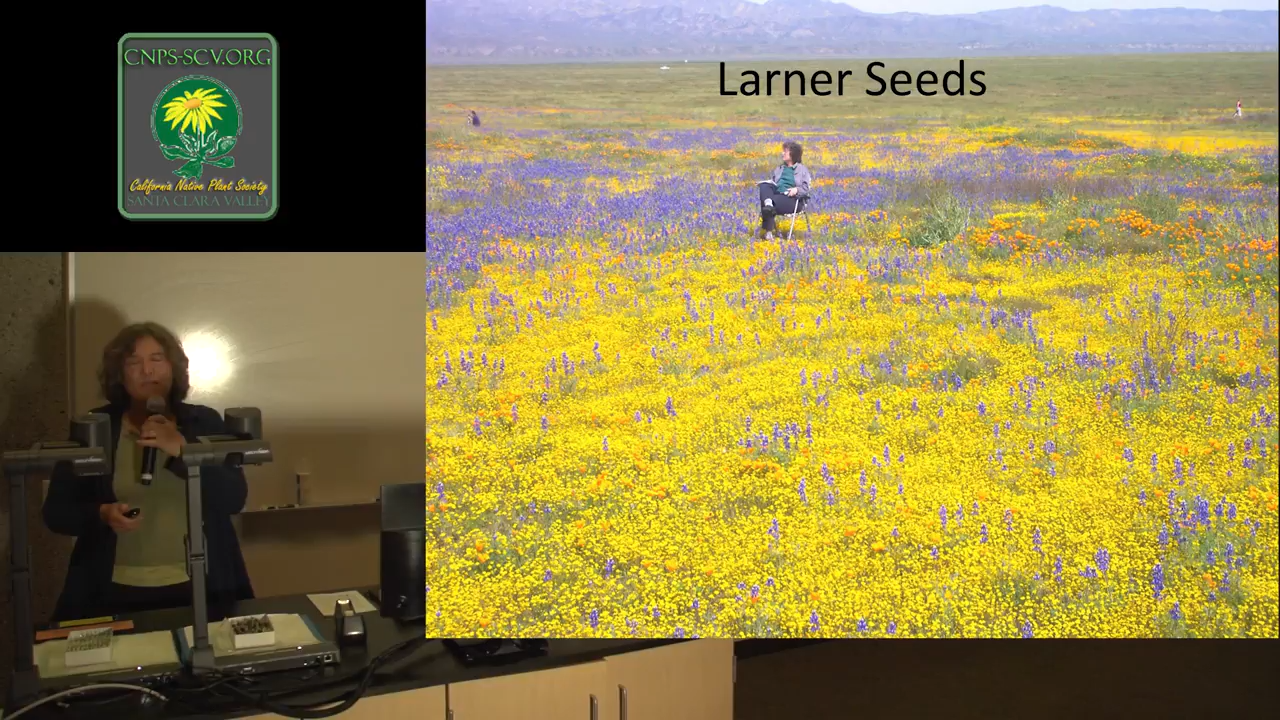 CNPS-SCV.ORG
California Native Plant Society
SANTA CLARA VALLEY
Larner Seeds